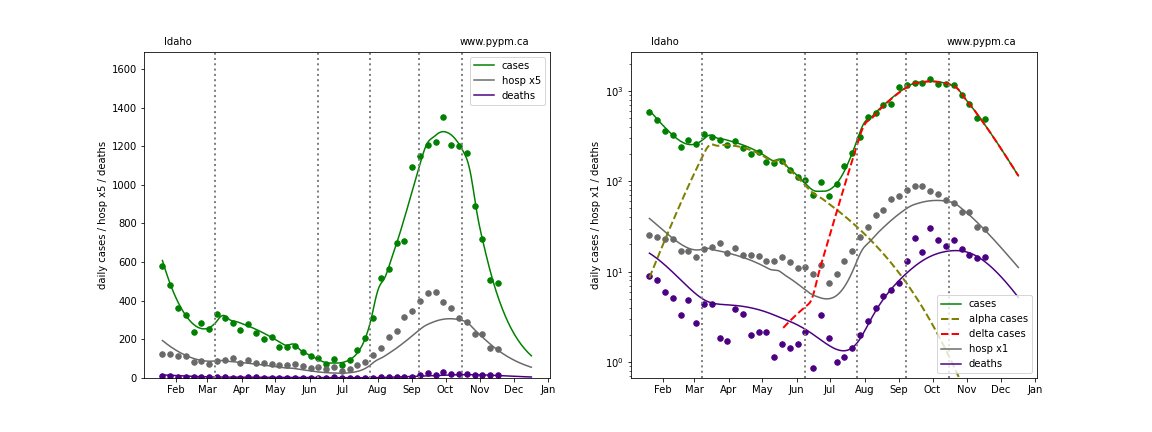 Idaho
www.pypm.ca
daily cases / hosp x5 / deaths
1600
1400
1200
1000
800
600
400
200
0
Feb Mar Apr May Jun Jul Aug Sep Oct Nov Dec Jan
cases
hosp x5
deaths
Idaho
www.pypm.ca
daily cases / hosp x1 / deaths
10³
10²
10¹
10⁰
Feb Mar Apr May Jun Jul Aug Sep Oct Nov Dec Jan
cases
alpha cases
delta cases
hosp x1
deaths